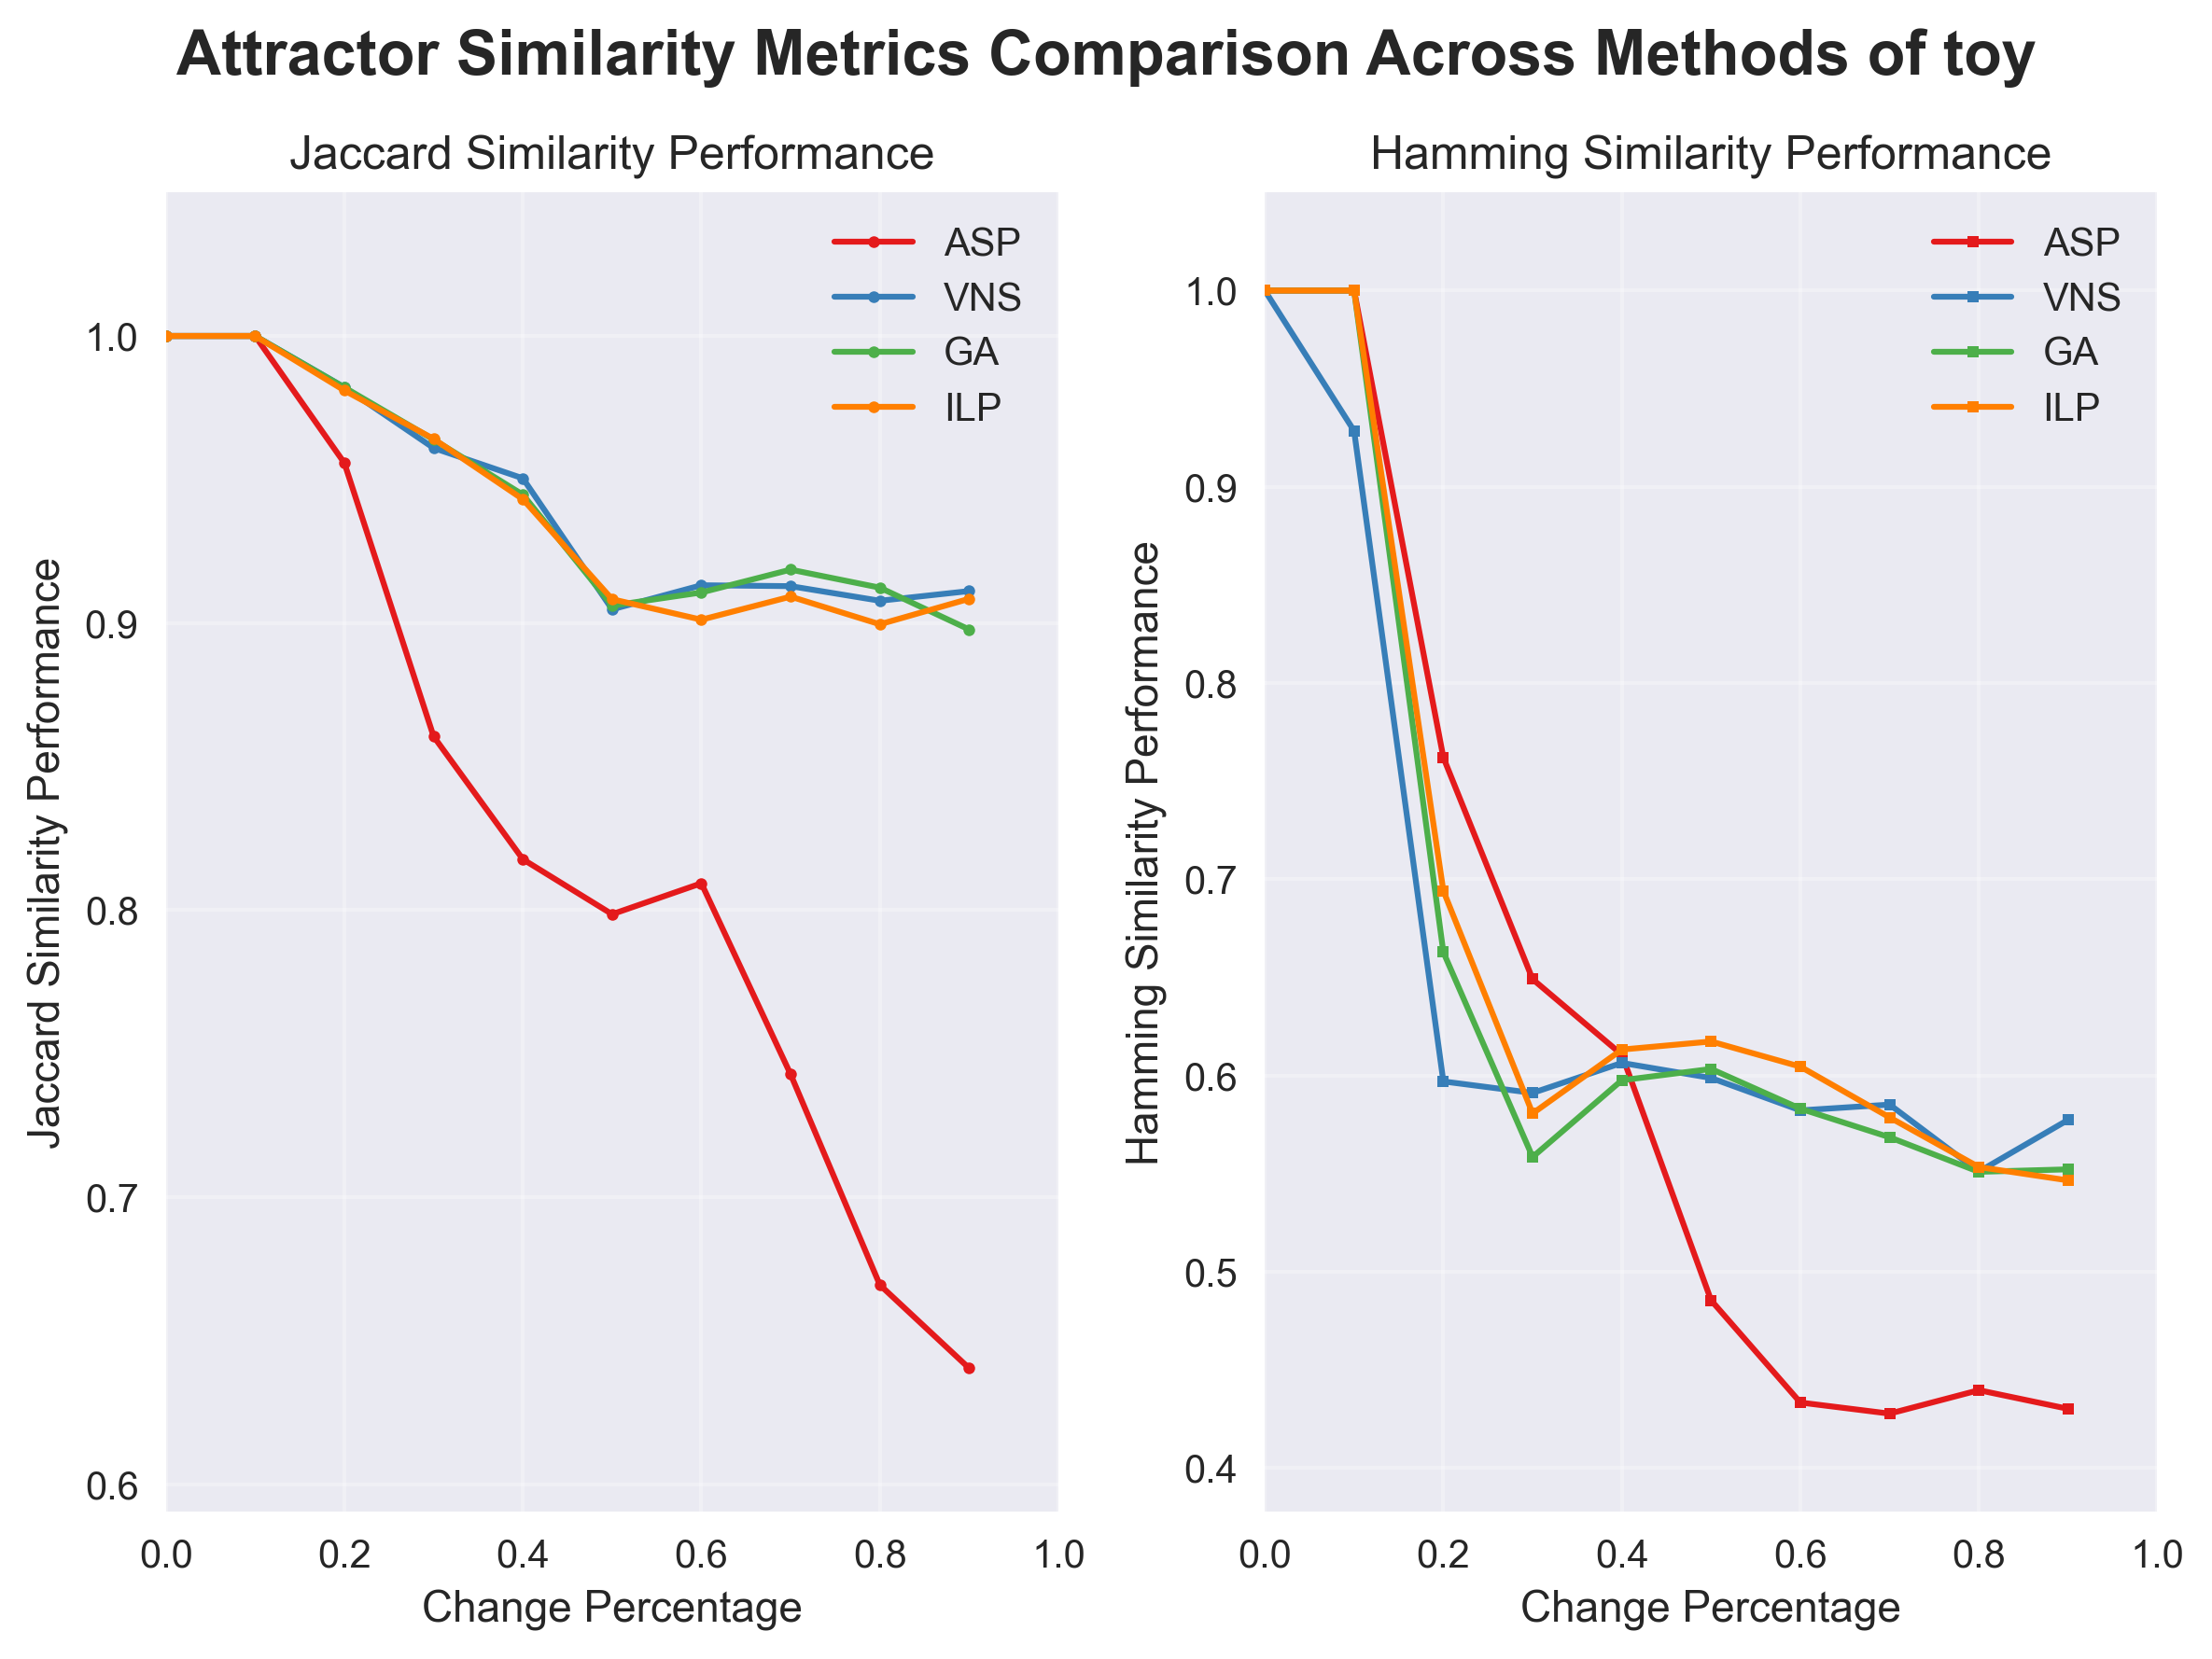 Attractor Similarity Metrics Comparison Across Methods of toy
Jaccard Similarity Performance
Jaccard Similarity Performance
1.0
0.9
0.8
0.7
0.6
0.0 0.2 0.4 0.6 0.8 1.0
Change Percentage
ASP
VNS
GA
ILP
Hamming Similarity Performance
Hamming Similarity Performance
1.0
0.9
0.8
0.7
0.6
0.5
0.4
0.0 0.2 0.4 0.6 0.8 1.0
Change Percentage
ASP
VNS
GA
ILP